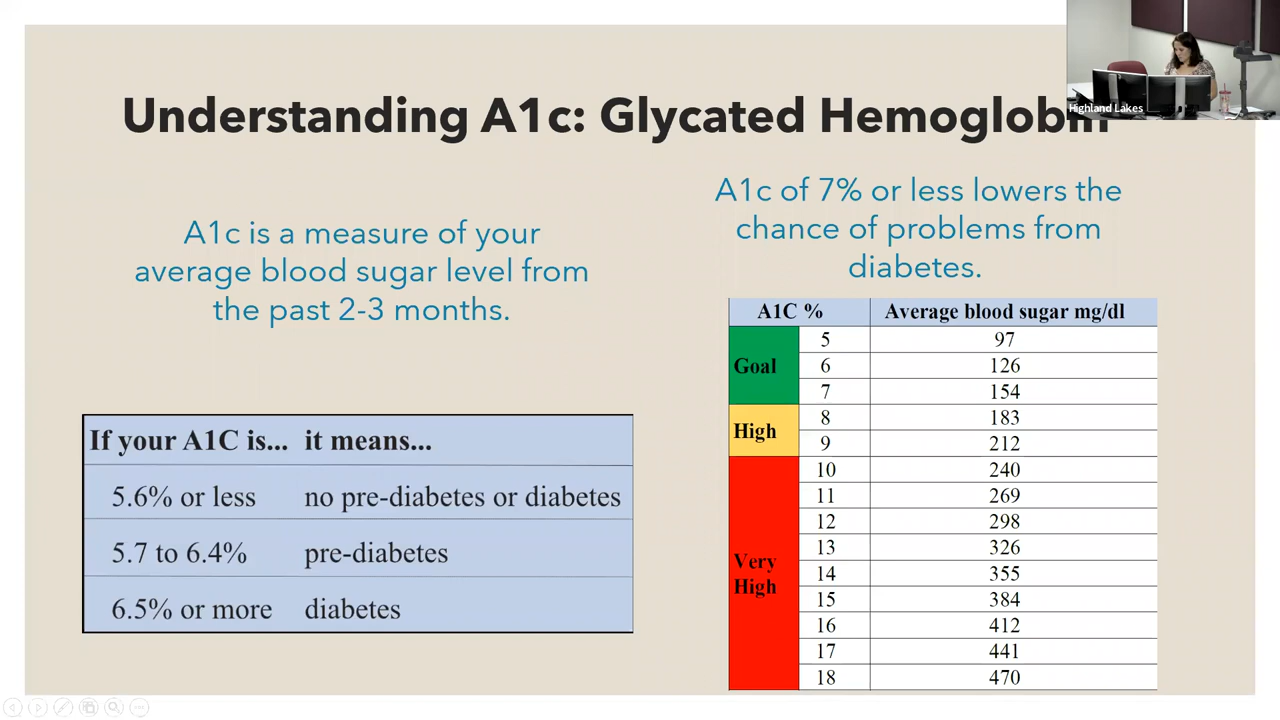 Understanding A1c: Glycated Hemoglobin
Highland Lakes
A1c is a measure of your
average blood sugar level from
the past 2-3 months.
If your A1C is... it means...
5.6% or less no pre-diabetes or diabetes
5.7 to 6.4% pre-diabetes
6.5% or more diabetes
A1c of 7% or less lowers the
chance of problems from
diabetes.
A1C % Average blood sugar mg/dl
Goal
5 97
6 126
7 154
High
8 183
9 212
Very
High
10 240
11 269
12 298
13 326
14 355
15 384
16 412
17 441
18 470